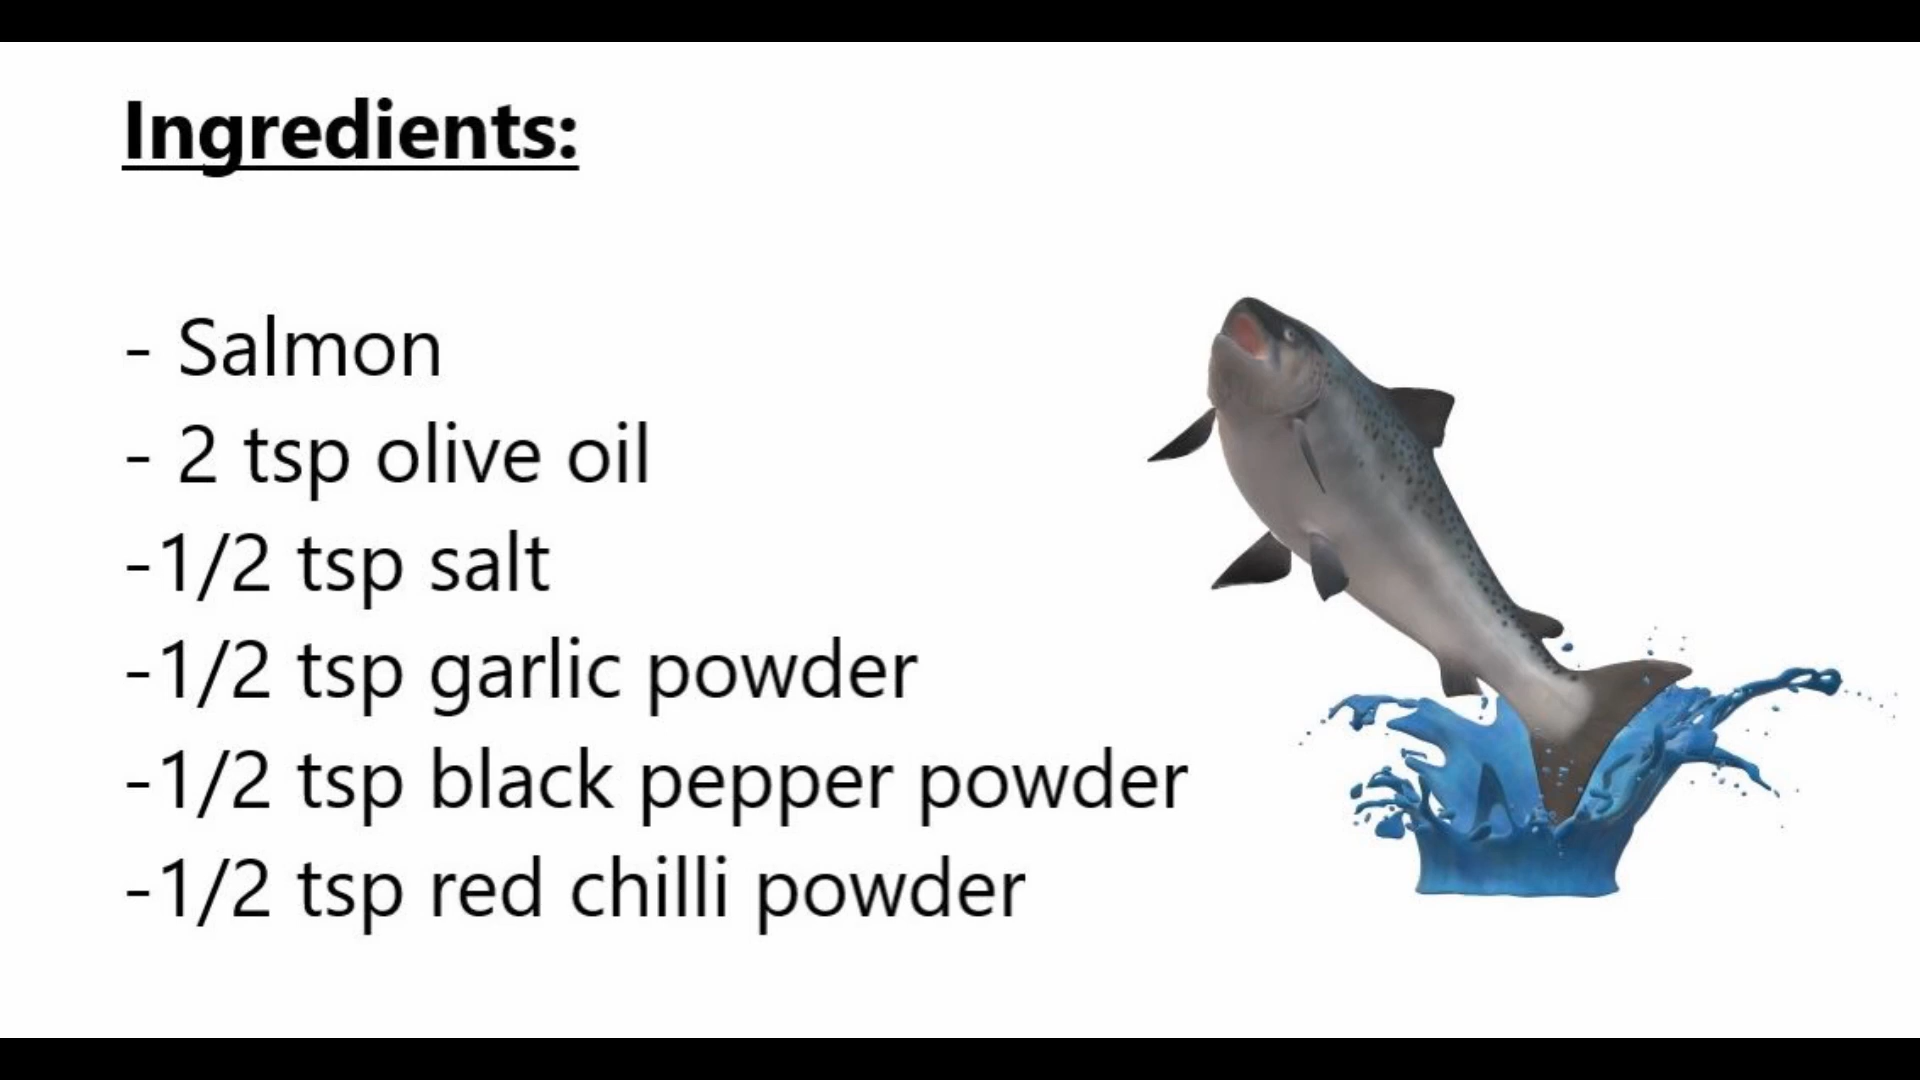 Ingredients:
- Salmon
- 2 tsp olive oil
-1/2 tsp salt
-1/2 tsp garlic powder
-1/2 tsp black pepper powder
-1/2 tsp red chilli powder